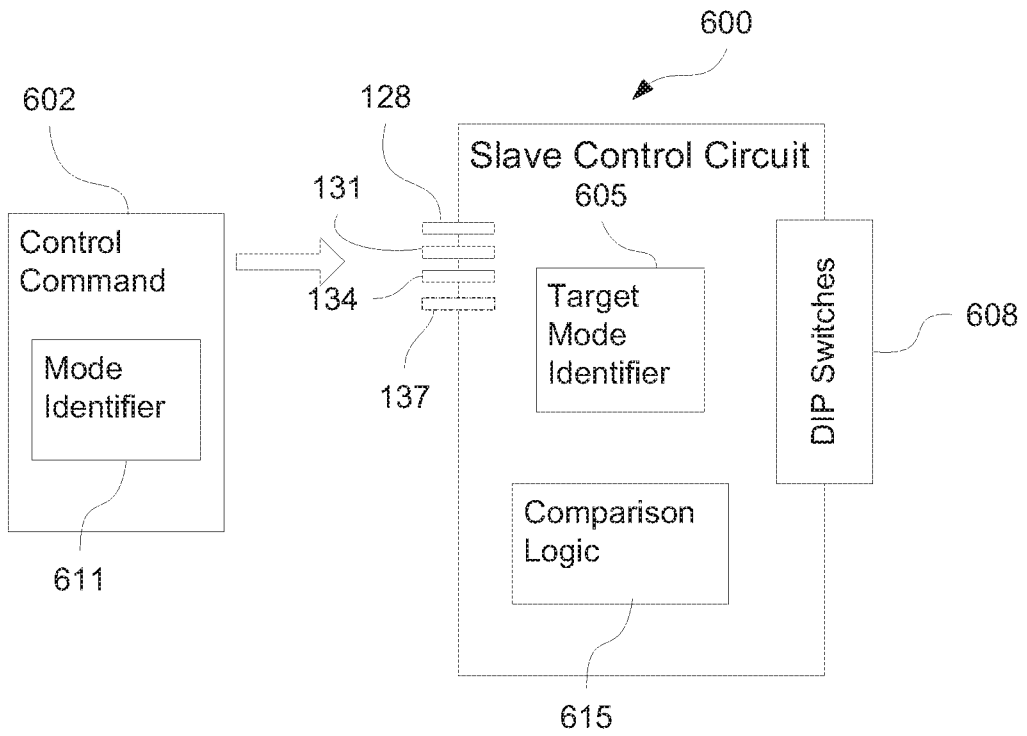 600
602
128
Slave Control Circuit
131
605
Control
Command
134
Target
Mode
Identifier
DIP Switches
608
Mode
Identifier
137
Comparison
Logic
611
615